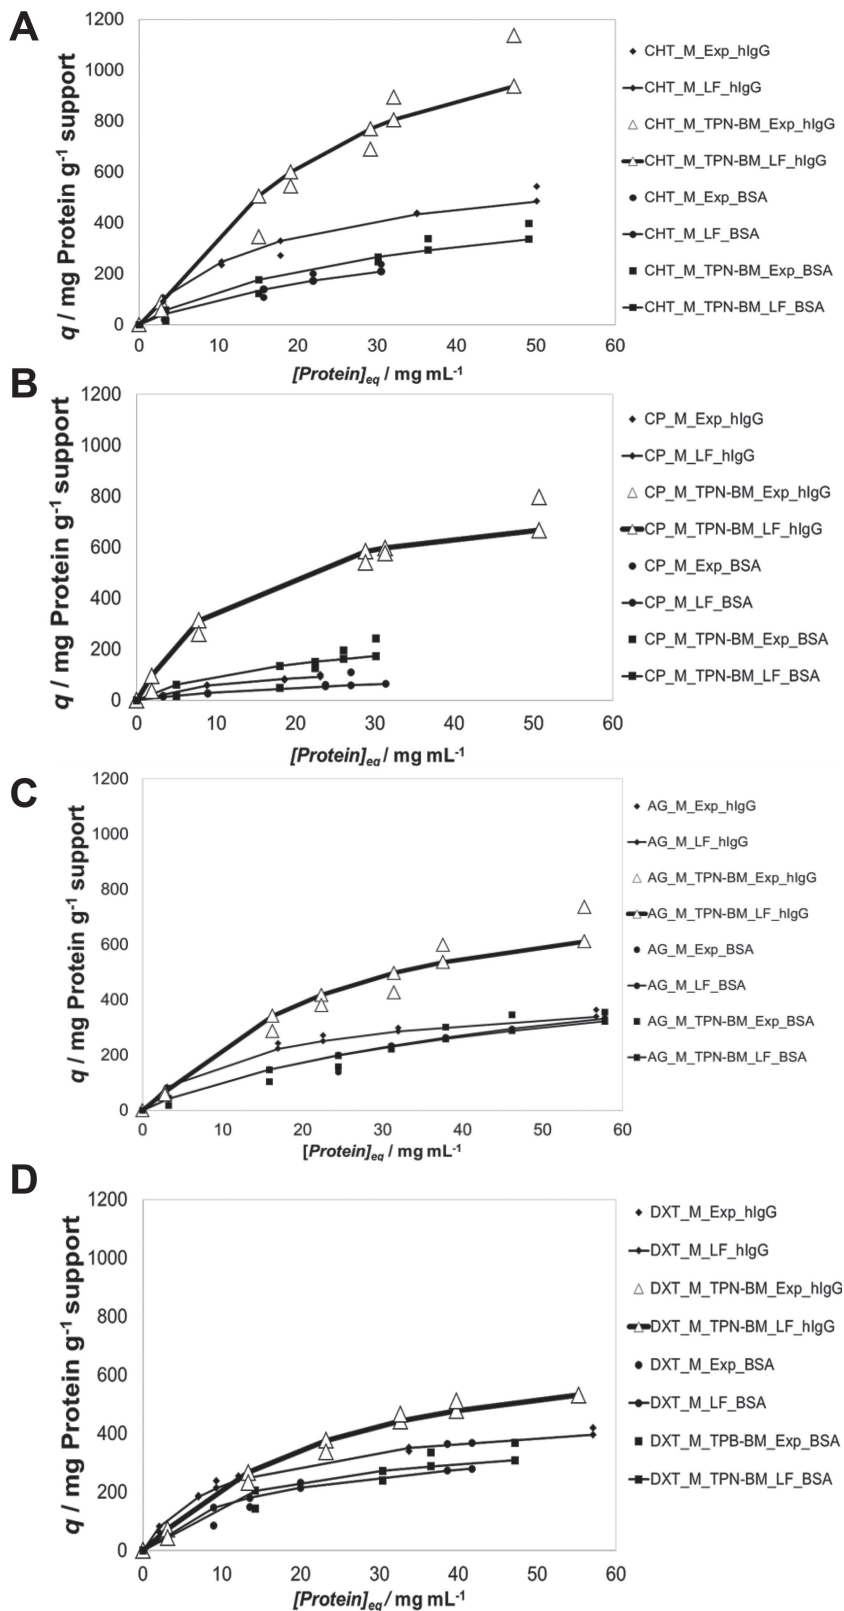 A
q / mg Protein g-1 support
1200
1000
800
600
400
200
0
0 10 20 30 40 50 60
[Protein]eq / mg mL-1
CHT_M_Exp_hIgG
CHT_M_LF_hIgG
CHT_M_TPN-BM_Exp_hIgG
CHT_M_TPN-BM_LF_hIgG
CHT_M_Exp_BSA
CHT_M_LF_BSA
CHT_M_TPN-BM_Exp_BSA
CHT_M_TPN-BM_LF_BSA
B
q / mg Protein g-1 support
1200
1000
800
600
400
200
0
0 10 20 30 40 50 60
[Protein]eq / mg mL-1
CP_M_Exp_hIgG
CP_M_LF_hIgG
CP_M_TPN-BM_Exp_hIgG
CP_M_TPN-BM_LF_hIgG
CP_M_Exp_BSA
CP_M_LF_BSA
CP_M_TPN-BM_Exp_BSA
CP_M_TPN-BM_LF_BSA
C
q / mg Protein g-1 support
1200
1000
800
600
400
200
0
0 10 20 30 40 50 60
[Protein]eq / mg mL-1
AG_M_Exp_hIgG
AG_M_LF_hIgG
AG_M_TPN-BM_Exp_hIgG
AG_M_TPN-BM_LF_hIgG
AG_M_Exp_BSA
AG_M_LF_BSA
AG_M_TPN-BM_Exp_BSA
AG_M_TPN-BM_LF_BSA
D
q / mg Protein g-1 support
1200
1000
800
600
400
200
0
0 10 20 30 40 50 60
[Protein]eq / mg mL-1
DXT_M_Exp_hIgG
DXT_M_LF_hIgG
DXT_M_TPN-BM_Exp_hIgG
DXT_M_TPN-BM_LF_hIgG
DXT_M_Exp_BSA
DXT_M_LF_BSA
DXT_M_TPB-BM_Exp_BSA
DXT_M_TPN-BM_LF_BSA